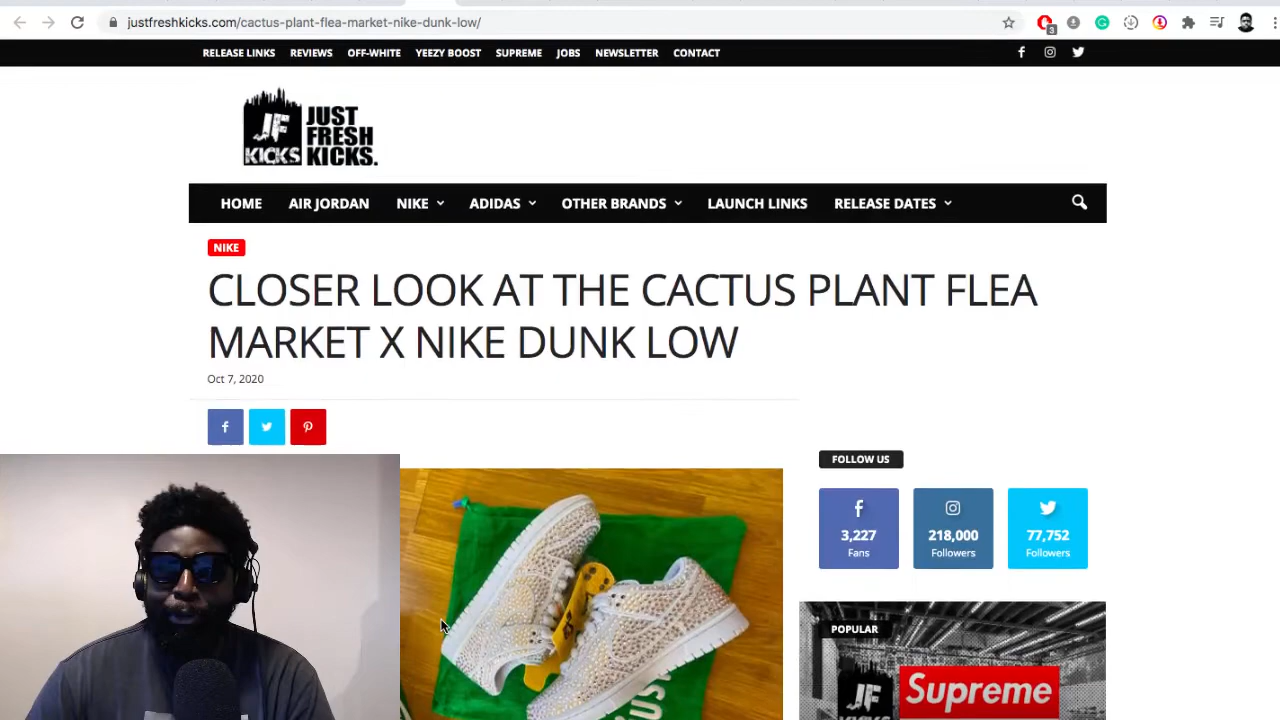 justfreshkicks.com/cactus-plant-flea-market-nike-dunk-low/
3
RELEASE LINKS REVIEWS OFF-WHITE YEEZY BOOST SUPREME JOBS NEWSLETTER CONTACT
JF
KICKS
JUST
FRESH
KICKS.
HOME AIR JORDAN NIKE ADIDAS OTHER BRANDS LAUNCH LINKS RELEASE DATES
NIKE
CLOSER LOOK AT THE CACTUS PLANT FLEA
MARKET X NIKE DUNK LOW
Oct 7, 2020
FOLLOW US
3,227
Fans
218,000
Followers
77,752
Followers
POPULAR
JF
KICKS
Supreme